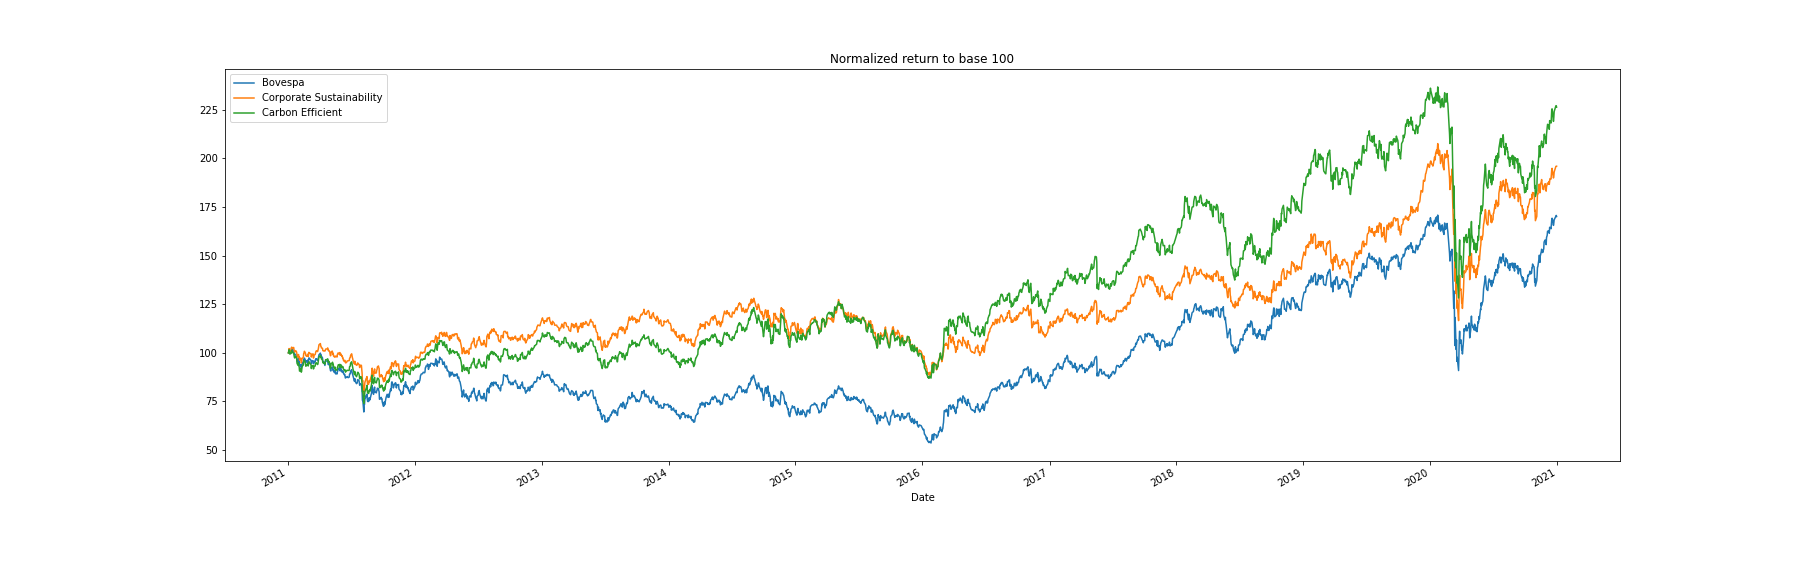 Normalized return to base 100
Bovespa
Corporate Sustainability
Carbon Efficient
225
200
175
150
125
100
75
50
2011 2012 2013 2014 2015 2016 2017 2018 2019 2020 2021
Date